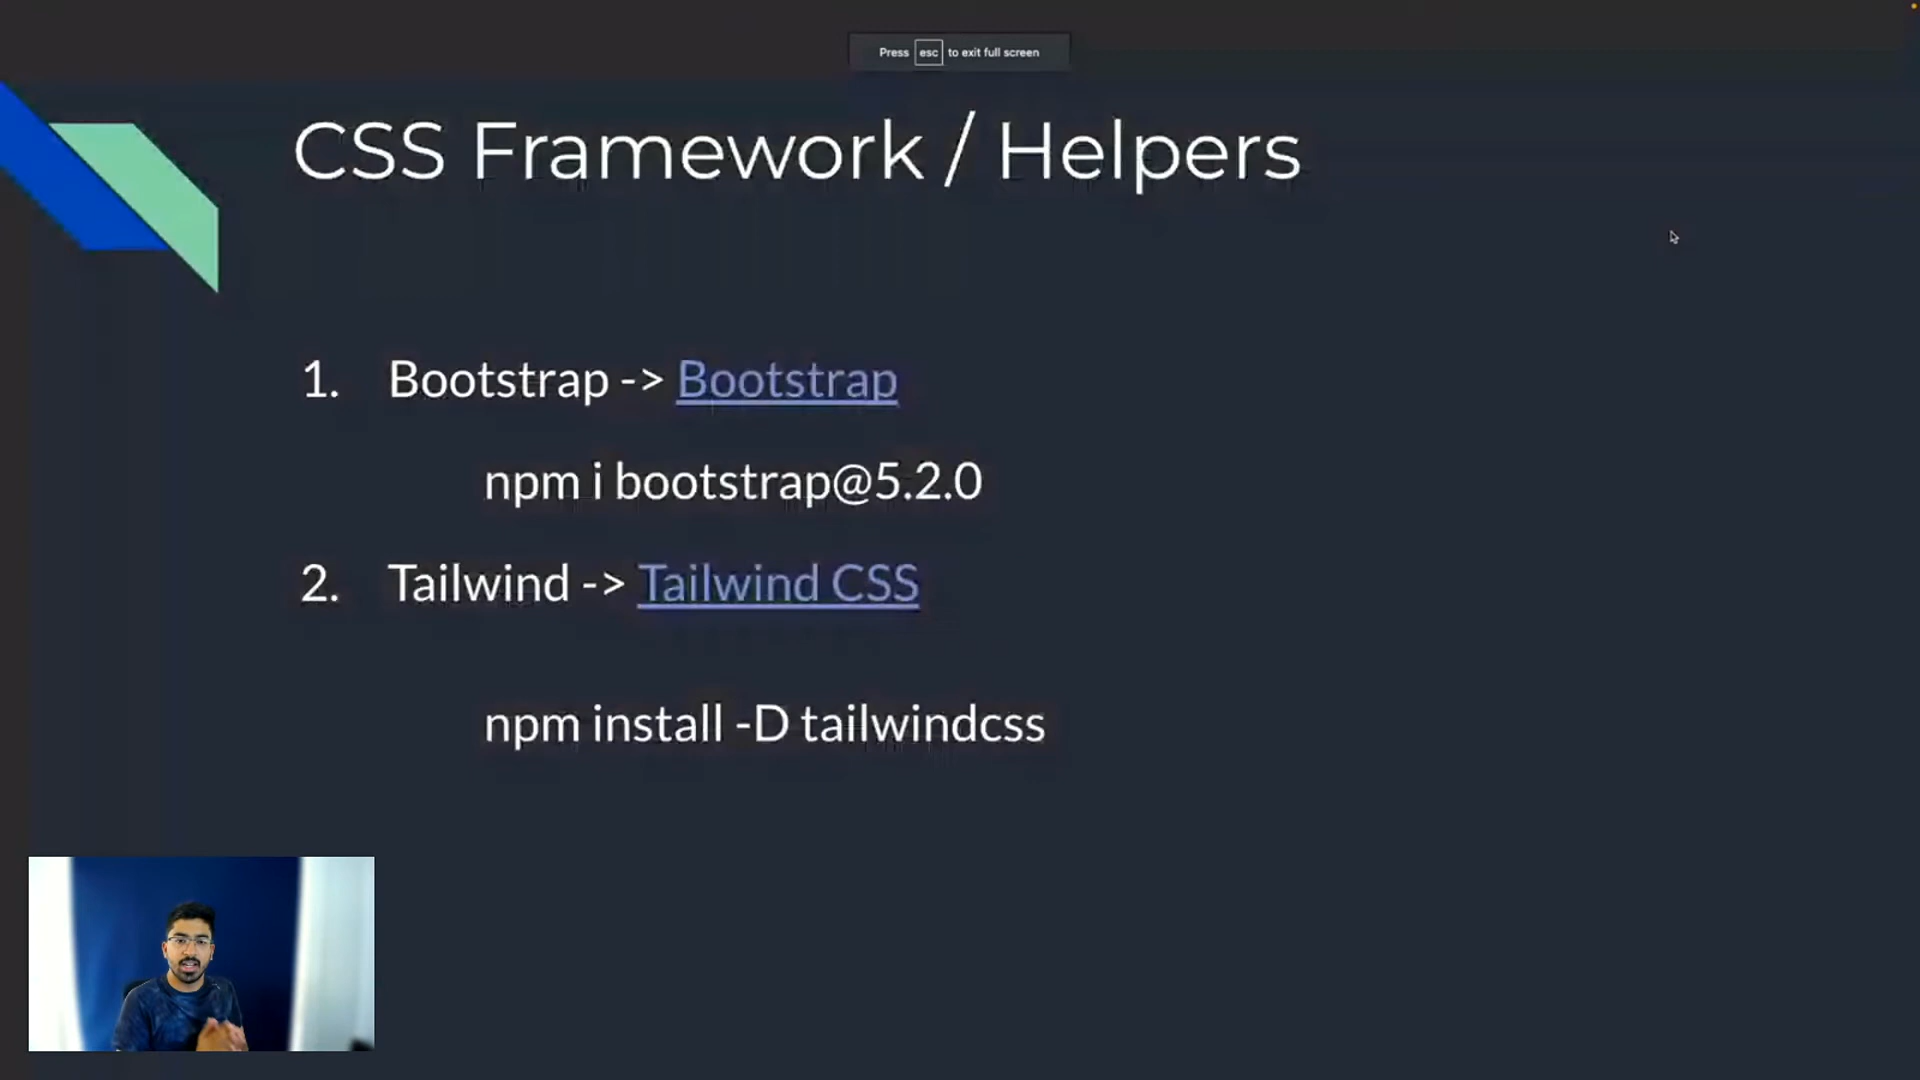 Press esc to exit full screen
CSS Framework / Helpers
1. Bootstrap -> Bootstrap
npm i bootstrap@5.2.0
2. Tailwind -> Tailwind CSS
npm install -D tailwindcss